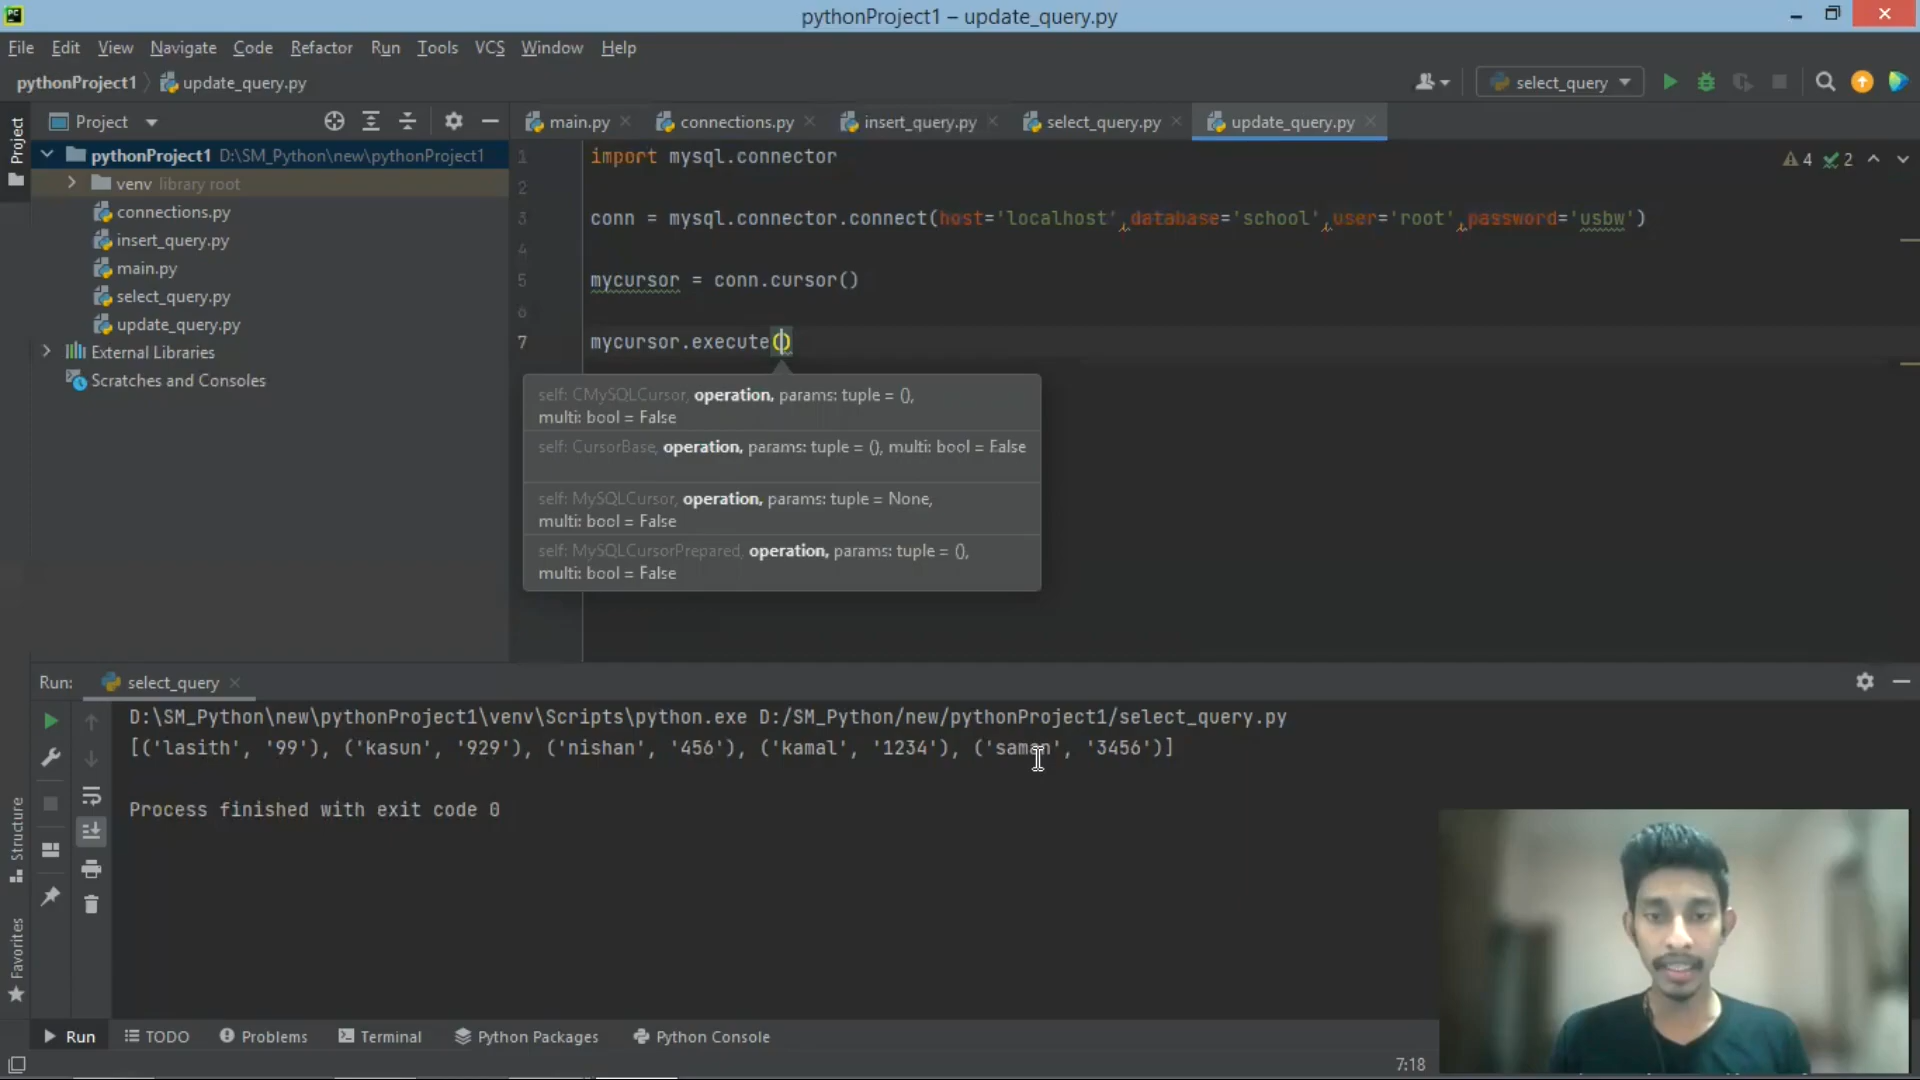 pythonProject1 – update_query.py
File Edit View Navigate Code Refactor Run Tools VCS Window Help
pythonProject1 update_query.py select_query
Project
Project main.py connections.py insert_query.py select_query.py update_query.py
pythonProject1 D:\SM_Python\new\pythonProject1
venv library root
connections.py
insert_query.py
main.py
select_query.py
update_query.py
External Libraries
Scratches and Consoles
1 import mysql.connector
4 2
2
3 conn = mysql.connector.connect(host='localhost',database='school',user='root',password='usbw')
4
5 mycursor = conn.cursor()
6
7 mycursor.execute()
self: CMySQLCursor, operation, params: tuple = (),
multi: bool = False
self: CursorBase, operation, params: tuple = (), multi: bool = False
self: MySQLCursor, operation, params: tuple = None,
multi: bool = False
self: MySQLCursorPrepared, operation, params: tuple = (),
multi: bool = False
Run: select_query
D:\SM_Python\new\pythonProject1\venv\Scripts\python.exe D:/SM_Python/new/pythonProject1/select_query.py
[('lasith', '99'), ('kasun', '929'), ('nishan', '456'), ('kamal', '1234'), ('saman', '3456')]
Process finished with exit code 0
Structure
Favorites
Run TODO Problems Terminal Python Packages Python Console
7:18